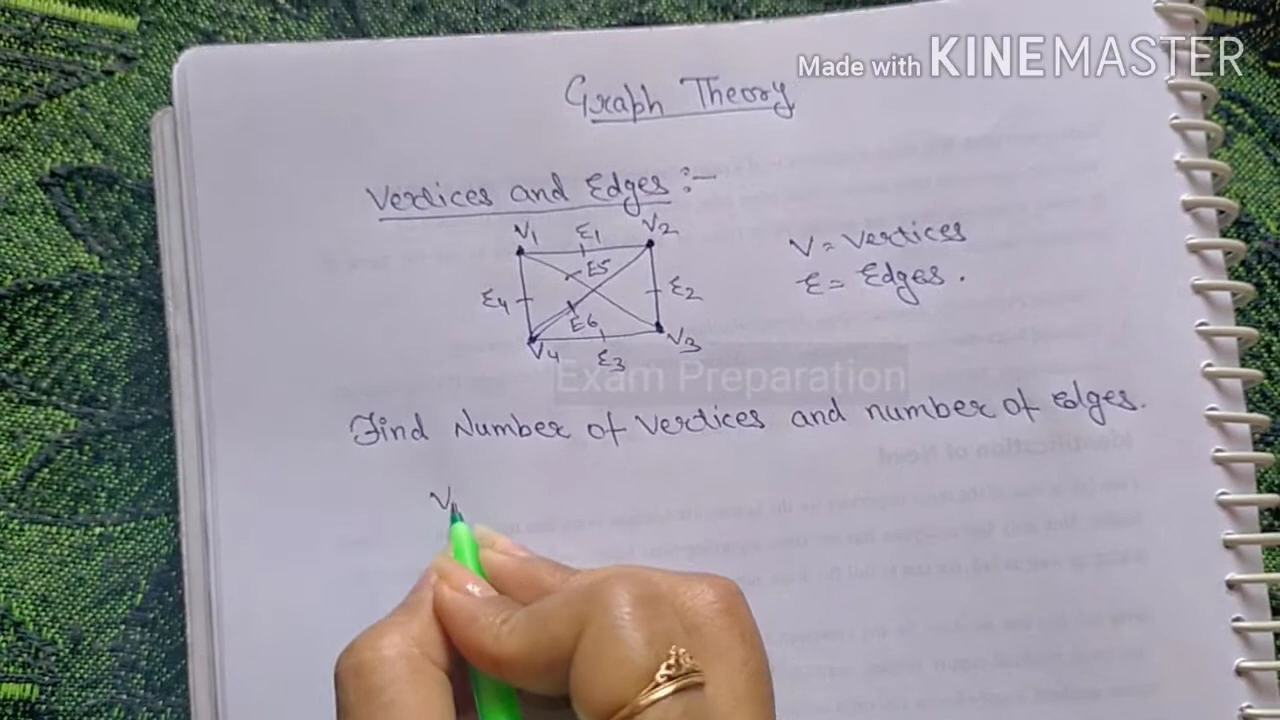 Made with KINEMASTER
Graph Theory
Vertices and Edges :-
V1 E1 V2
E5
E4 E2
E6
V4 E3 V3
V = Vertices
E = Edges .
Exam Preparation
Find Number of Vertices and number of edges.
V